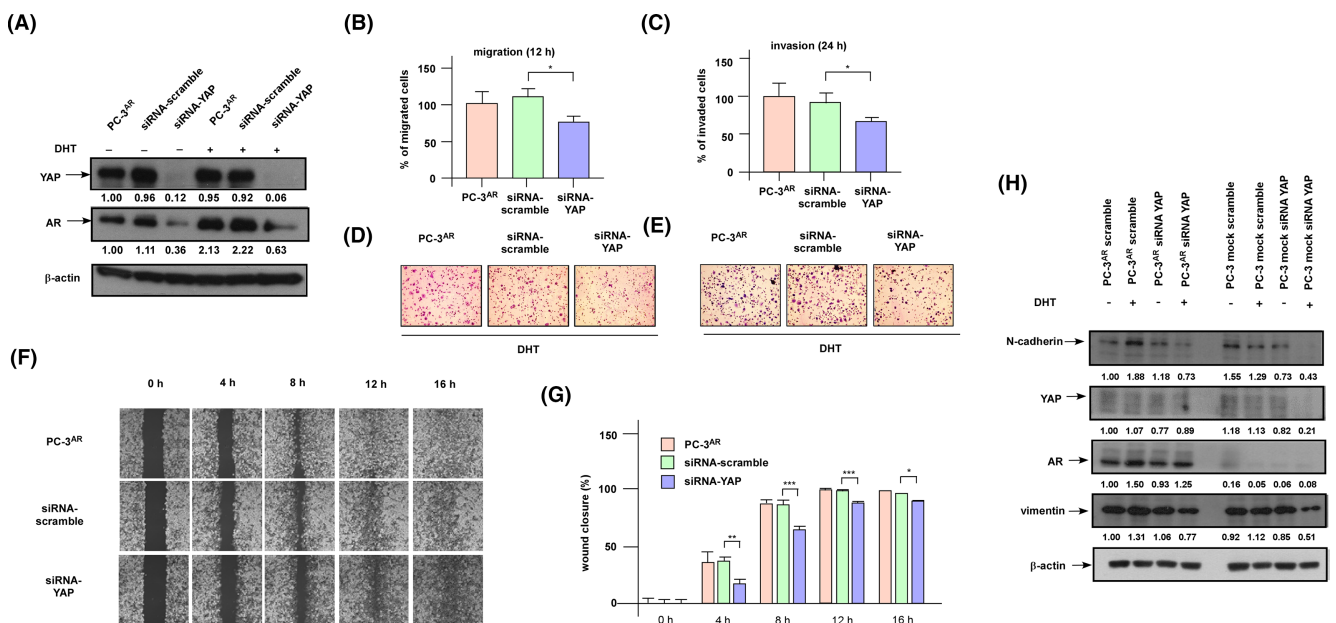 (A)
PC-3ᴬᴿ
siRNA-scramble
siRNA-YAP
PC-3ᴬᴿ
siRNA-scramble
siRNA-YAP
DHT – – – + + +
YAP
1.00 0.96 0.12 0.95 0.92 0.06
AR
1.00 1.11 0.36 2.13 2.22 0.63
β-actin
(B)
migration (12 h)
% of migrated cells
150
100
50
0
*
PC-3ᴬᴿ siRNA-scramble siRNA-YAP
(C)
invasion (24 h)
% of invaded cells
150
100
50
0
*
PC-3ᴬᴿ siRNA-scramble siRNA-YAP
(D)
PC-3ᴬᴿ siRNA-scramble siRNA-YAP
DHT
(E)
PC-3ᴬᴿ siRNA-scramble siRNA-YAP
DHT
(F)
0 h 4 h 8 h 12 h 16 h
PC-3ᴬᴿ
siRNA-
scramble
siRNA-
YAP
(G)
wound closure (%)
150
100
50
0
PC-3ᴬᴿ
siRNA-scramble
siRNA-YAP
** *** *** *
0 h 4 h 8 h 12 h 16 h
(H)
PC-3ᴬᴿ scramble
PC-3ᴬᴿ scramble
PC-3ᴬᴿ siRNA YAP
PC-3ᴬᴿ siRNA YAP
PC-3 mock scramble
PC-3 mock scramble
PC-3 mock siRNA YAP
PC-3 mock siRNA YAP
DHT - + - + - + - +
N-cadherin
1.00 1.88 1.18 0.73 1.55 1.29 0.73 0.43
YAP
1.00 1.07 0.77 0.89 1.18 1.13 0.82 0.21
AR
1.00 1.50 0.93 1.25 0.16 0.05 0.06 0.08
vimentin
1.00 1.31 1.06 0.77 0.92 1.12 0.85 0.51
β-actin